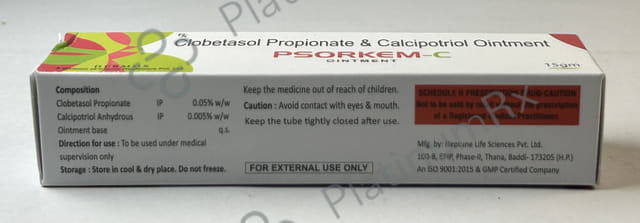 Rx
Clobetasol Propionate & Calcipotriol Ointment
PSORKEM-C
OINTMENT
15gm
DERMOS
Composition
Clobetasol Propionate IP 0.05% w/w
Calcipotriol Anhydrous IP 0.005% w/w
Ointment base q.s.
Direction for use : To be used under medical
supervision only
Storage : Store in cool & dry place. Do not freeze.
Keep the medicine out of reach of children.
Caution : Avoid contact with eyes & mouth.
Keep the tube tightly closed after use.
FOR EXTERNAL USE ONLY
SCHEDULE H PRESCRIPTION DRUG-CAUTION
Not to be sold by retail without the prescription
of a Registered Medical Practitioner.
Mfg. by: Neptune Life Sciences Pvt. Ltd.
100-B, EPIP, Phase-II, Thana, Baddi- 173205 (H.P.)
An ISO 9001:2015 & GMP Certified Company
PlatinumRx